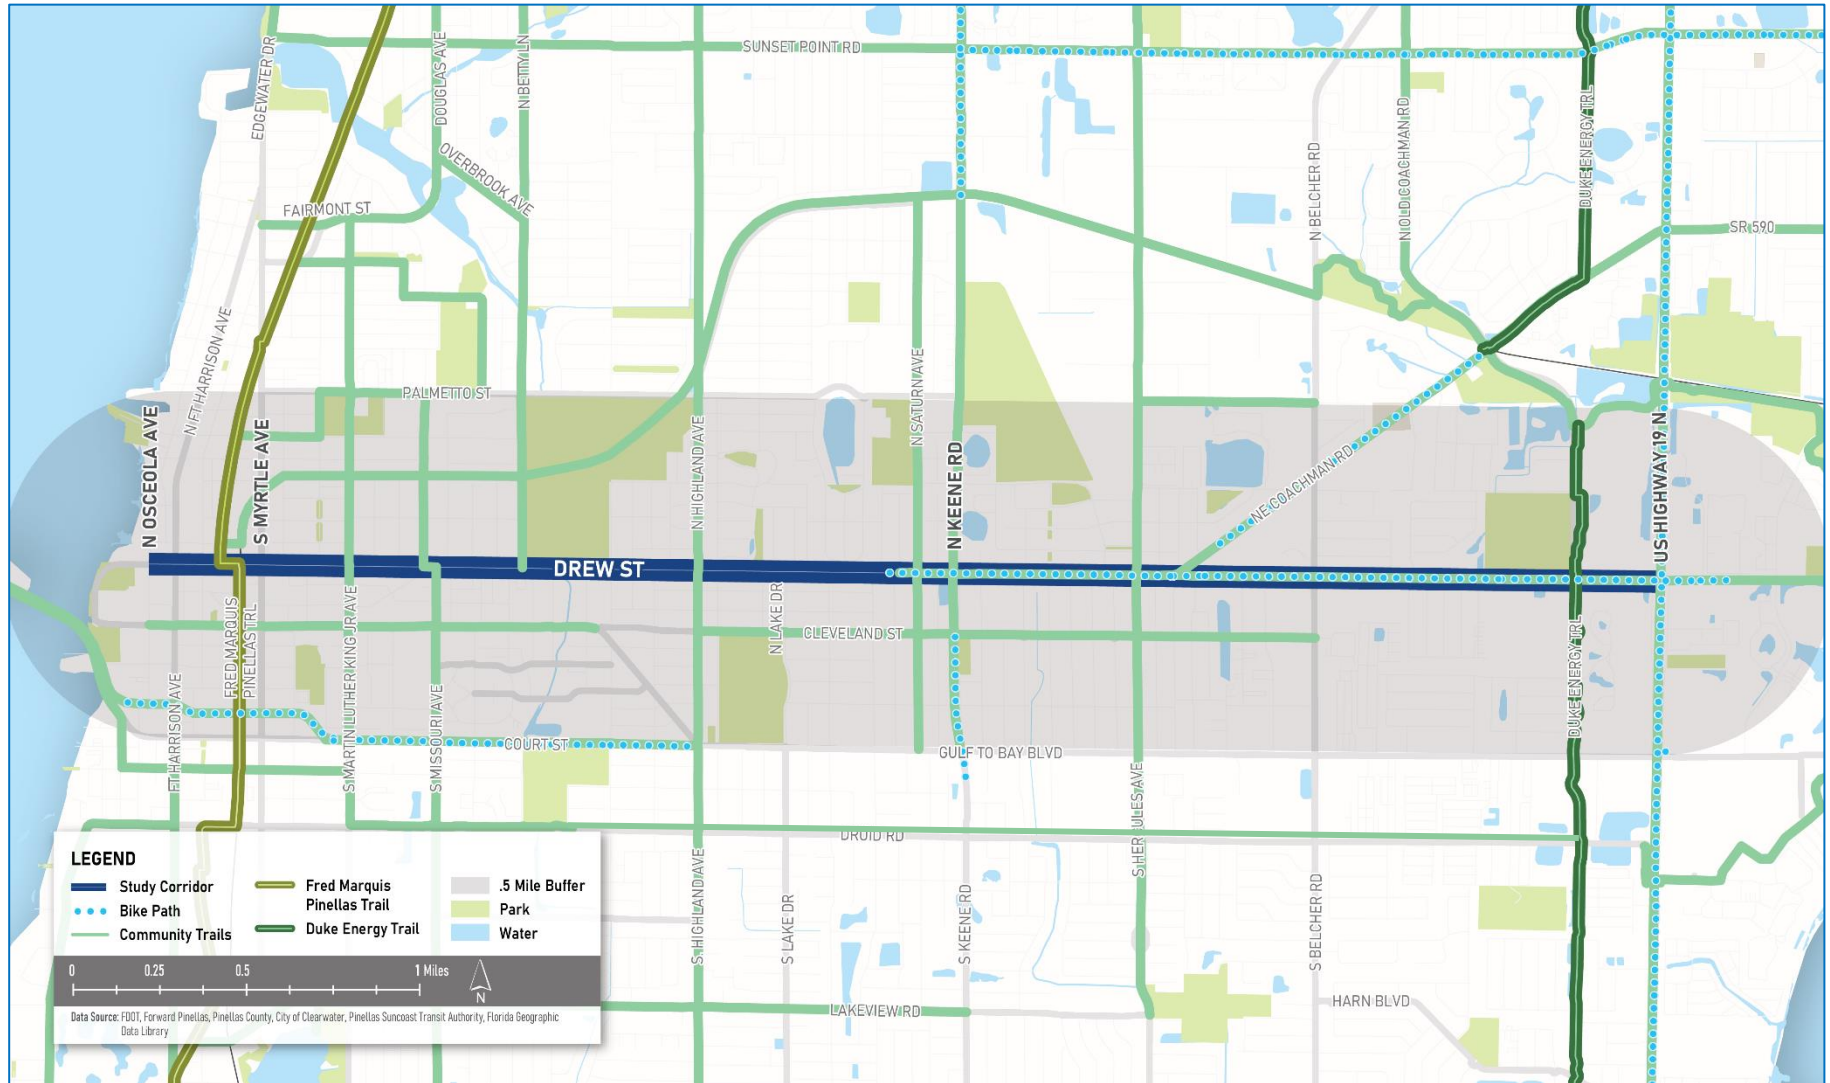 SUNSET POINT RD
EDGEWATER DR
DOUGLAS AVE
N BETTY LN
OVERBROOK AVE
FAIRMONT ST
N BELCHER RD
N OLD COACHMAN RD
DUKE ENERGY TRL
SR 590
N FT HARRISON AVE
PALMETTO ST
N OSCEOLA AVE
S MYRTLE AVE
N HIGHLAND AVE
N SATURN AVE
N KEENE RD
NE COACHMAN RD
US HIGHWAY 19 N
DREW ST
N LAKE DR
CLEVELAND ST
FRED MARQUIS
PINELLAS TRL
FT HARRISON AVE
S MARTIN LUTHER KING JR AVE
S MISSOURI AVE
COURT ST
GULF TO BAY BLVD
DUKE ENERGY TRL
S HERCULES AVE
DRUID RD
S HIGHLAND AVE
S LAKE DR
S KEENE RD
S BELCHER RD
LAKEVIEW RD
HARN BLVD
LEGEND
Study Corridor
Bike Path
Community Trails
Fred Marquis
Pinellas Trail
Duke Energy Trail
.5 Mile Buffer
Park
Water
0 0.25 0.5 1 Miles
N
Data Source: FDOT, Forward Pinellas, Pinellas County, City of Clearwater, Pinellas Suncoast Transit Authority, Florida Geographic
Data Library